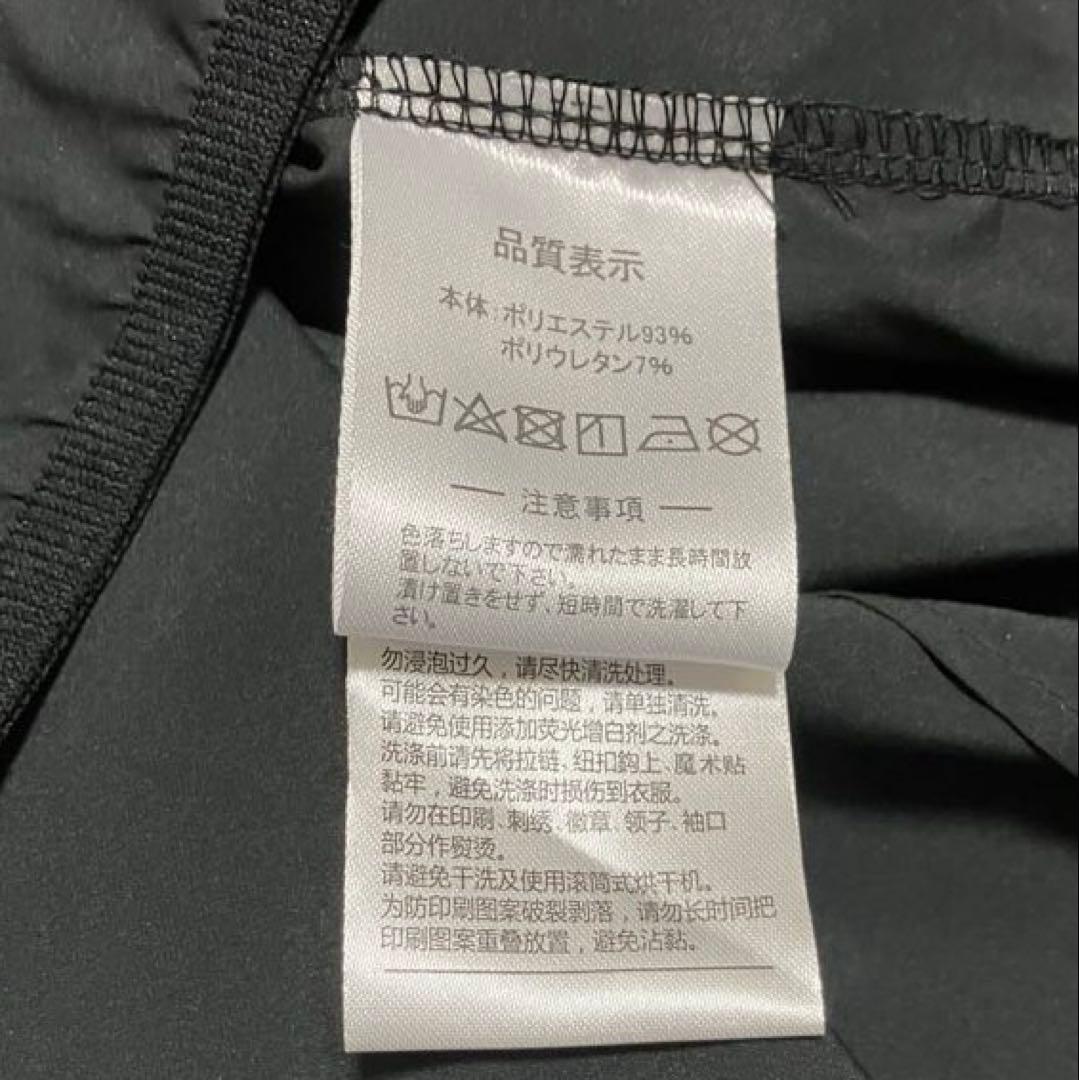 品質表示
本体:ポリエステル93%
ポリウレタン7%
注意事項
色落ちしますので濡れたまま長時間放
置しないで下さい。
漬け置きをせず、短時間で洗濯して下
さい。
勿浸泡过久，请尽快清洗处理。
可能会有染色的问题，请单独清洗。
请避免使用添加荧光增白剂之洗涤。
洗涤前请先将拉链、纽扣鈎上、魔术贴
黏牢，避免洗涤时损伤到衣服。
请勿在印刷、刺绣、徽章、领子、袖口
部分作熨烫。
请避免干洗及使用滚筒式烘干机。
为防印刷图案破裂剥落，请勿长时间把
印刷图案重叠放置，避免沾黏。